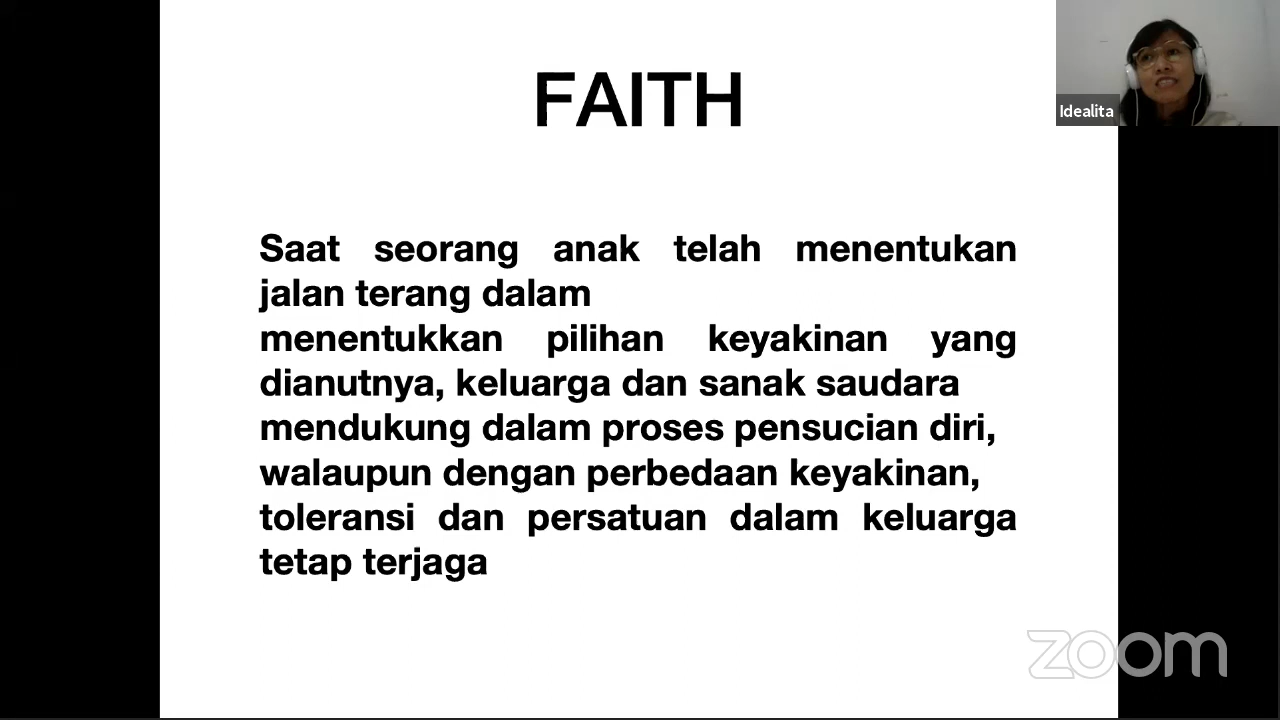 FAITH
Idealita
Saat seorang anak telah menentukan
jalan terang dalam
menentukkan pilihan keyakinan yang
dianutnya, keluarga dan sanak saudara
mendukung dalam proses pensucian diri,
walaupun dengan perbedaan keyakinan,
toleransi dan persatuan dalam keluarga
tetap terjaga
zoom